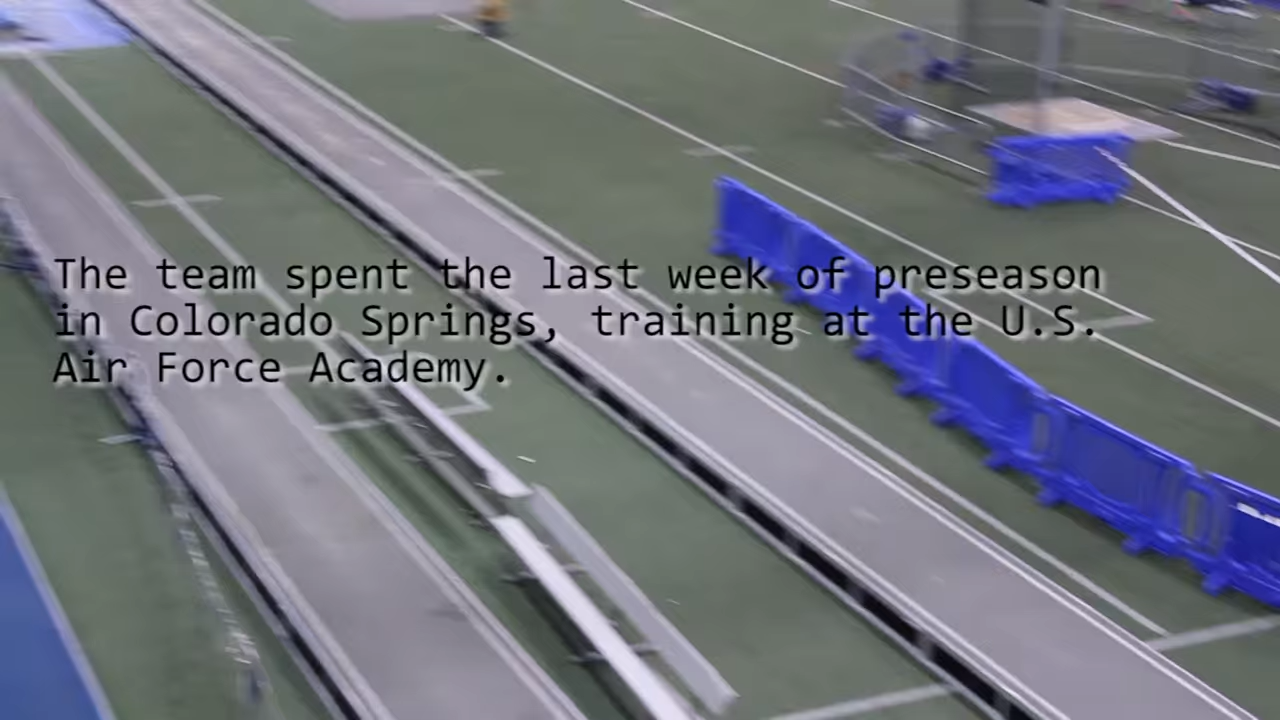 The team spent the last week of preseason
in Colorado Springs, training at the U.S.
Air Force Academy.